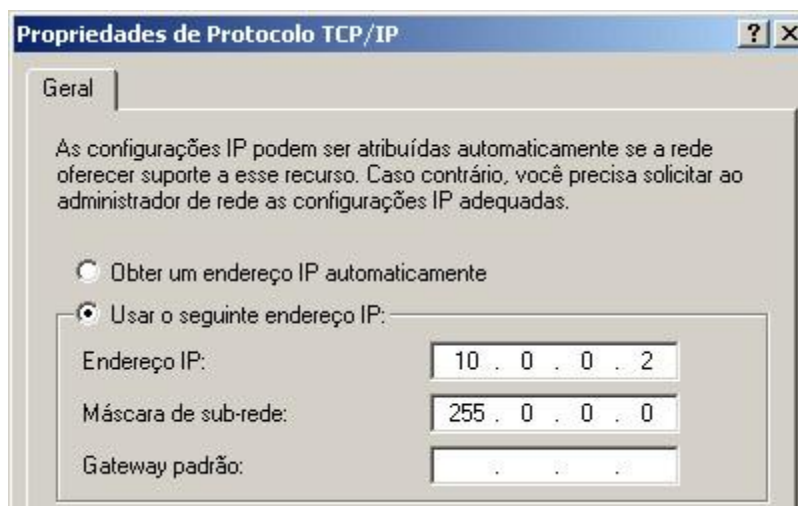 Propriedades de Protocolo TCP/IP ? X
Geral
As configurações IP podem ser atribuídas automaticamente se a rede
oferecer suporte a esse recurso. Caso contrário, você precisa solicitar ao
administrador de rede as configurações IP adequadas.
Obter um endereço IP automaticamente
Usar o seguinte endereço IP:
Endereço IP: 10 . 0 . 0 . 2
Máscara de sub-rede: 255 . 0 . 0 . 0
Gateway padrão: . . .